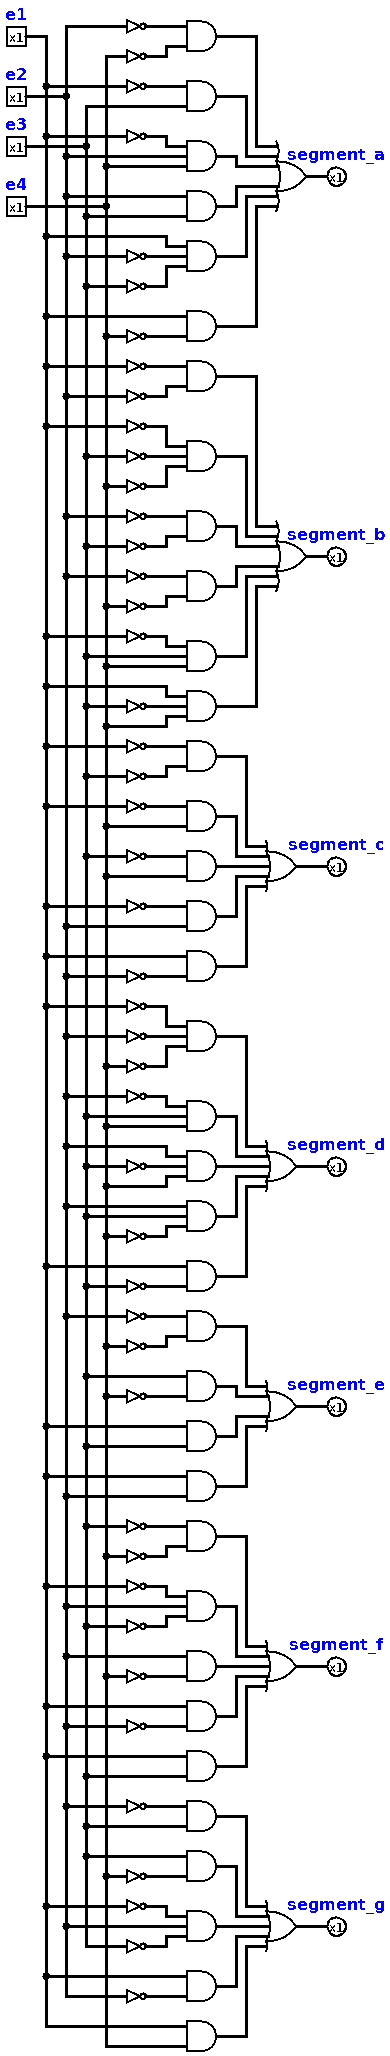 e1
x1
e2
x1
e3
x1
e4
x1
segment_a
x1
segment_b
x1
segment_c
x1
segment_d
x1
segment_e
x1
segment_f
x1
segment_g
x1